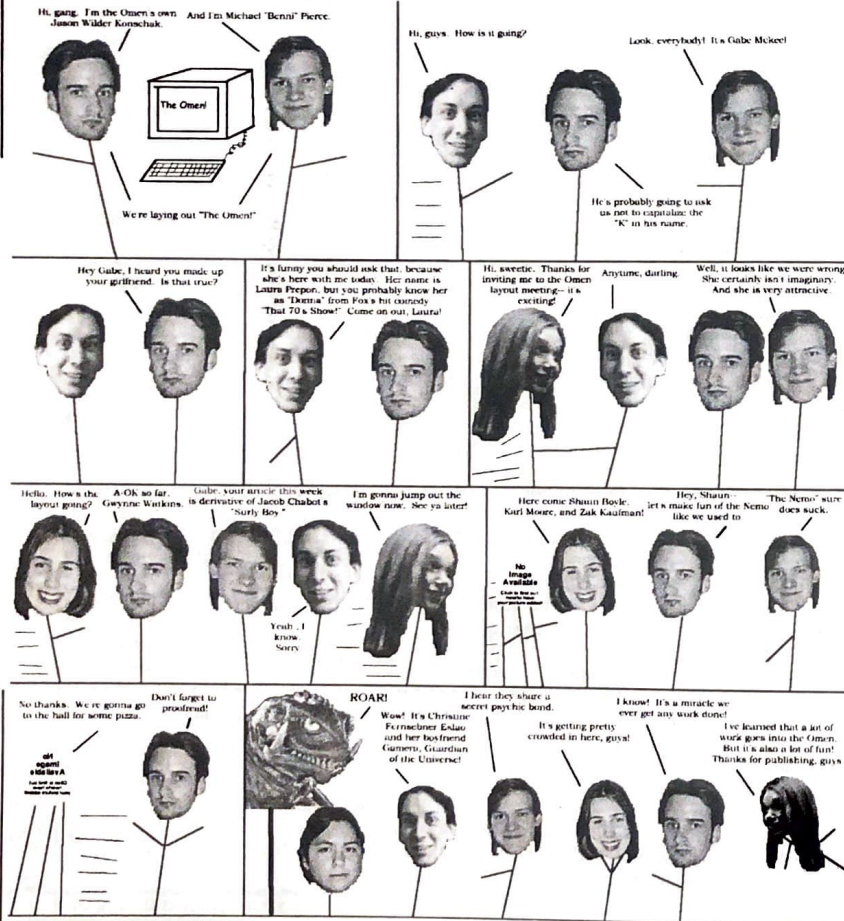 Hi, gang. I'm the Omen's own
Jason Wilder Konschak.
And I'm Michael "Benni" Pierce.
The Omen!
We're laying out "The Omen!"
Hi, guys. How is it going?
Look, everybody! It's Gabe Mckee!
He's probably going to ask
us not to capitalize the
"K" in his name.
Hey Gabe, I heard you made up
your girlfriend. Is that true?
It's funny you should ask that, because
she's here with me today. Her name is
Laura Prepon, but you probably know her
as "Donna" from Fox's hit comedy
"That 70's Show!" Come on out, Laura!
Hi, sweetie. Thanks for
inviting me to the Omen
layout meeting-- it's
exciting!
Anytime, darling.
Well, it looks like we were wrong.
She certainly isn't imaginary.
And she is very attractive.
Hello. How's the
layout going?
A-OK so far,
Gwynne Watkins.
Gabe, your article this week
is derivative of Jacob Chabot's
"Surly Boy"
Yeah, I
know.
Sorry
I'm gonna jump out the
window now. See ya later!
Here come Shaun Boyle,
Karl Moore, and Zak Kaufman!
No
Image
Available
Hey, Shaun--
let's make fun of the Nemo
like we used to
"The Nemo" sure
does suck.
No thanks. We're gonna go
to the hall for some pizza.
Don't forget to
proofread!
No
Image
Available
ROAR!
Wow! It's Christine
Fernsebner Eslao
and her boyfriend
Gamera, Guardian
of the Universe!
I hear they share a
secret psychic bond.
It's getting pretty
crowded in here, guys!
I know! It's a miracle we
ever get any work done!
I've learned that a lot of
work goes into the Omen.
But it's also a lot of fun!
Thanks for publishing, guys